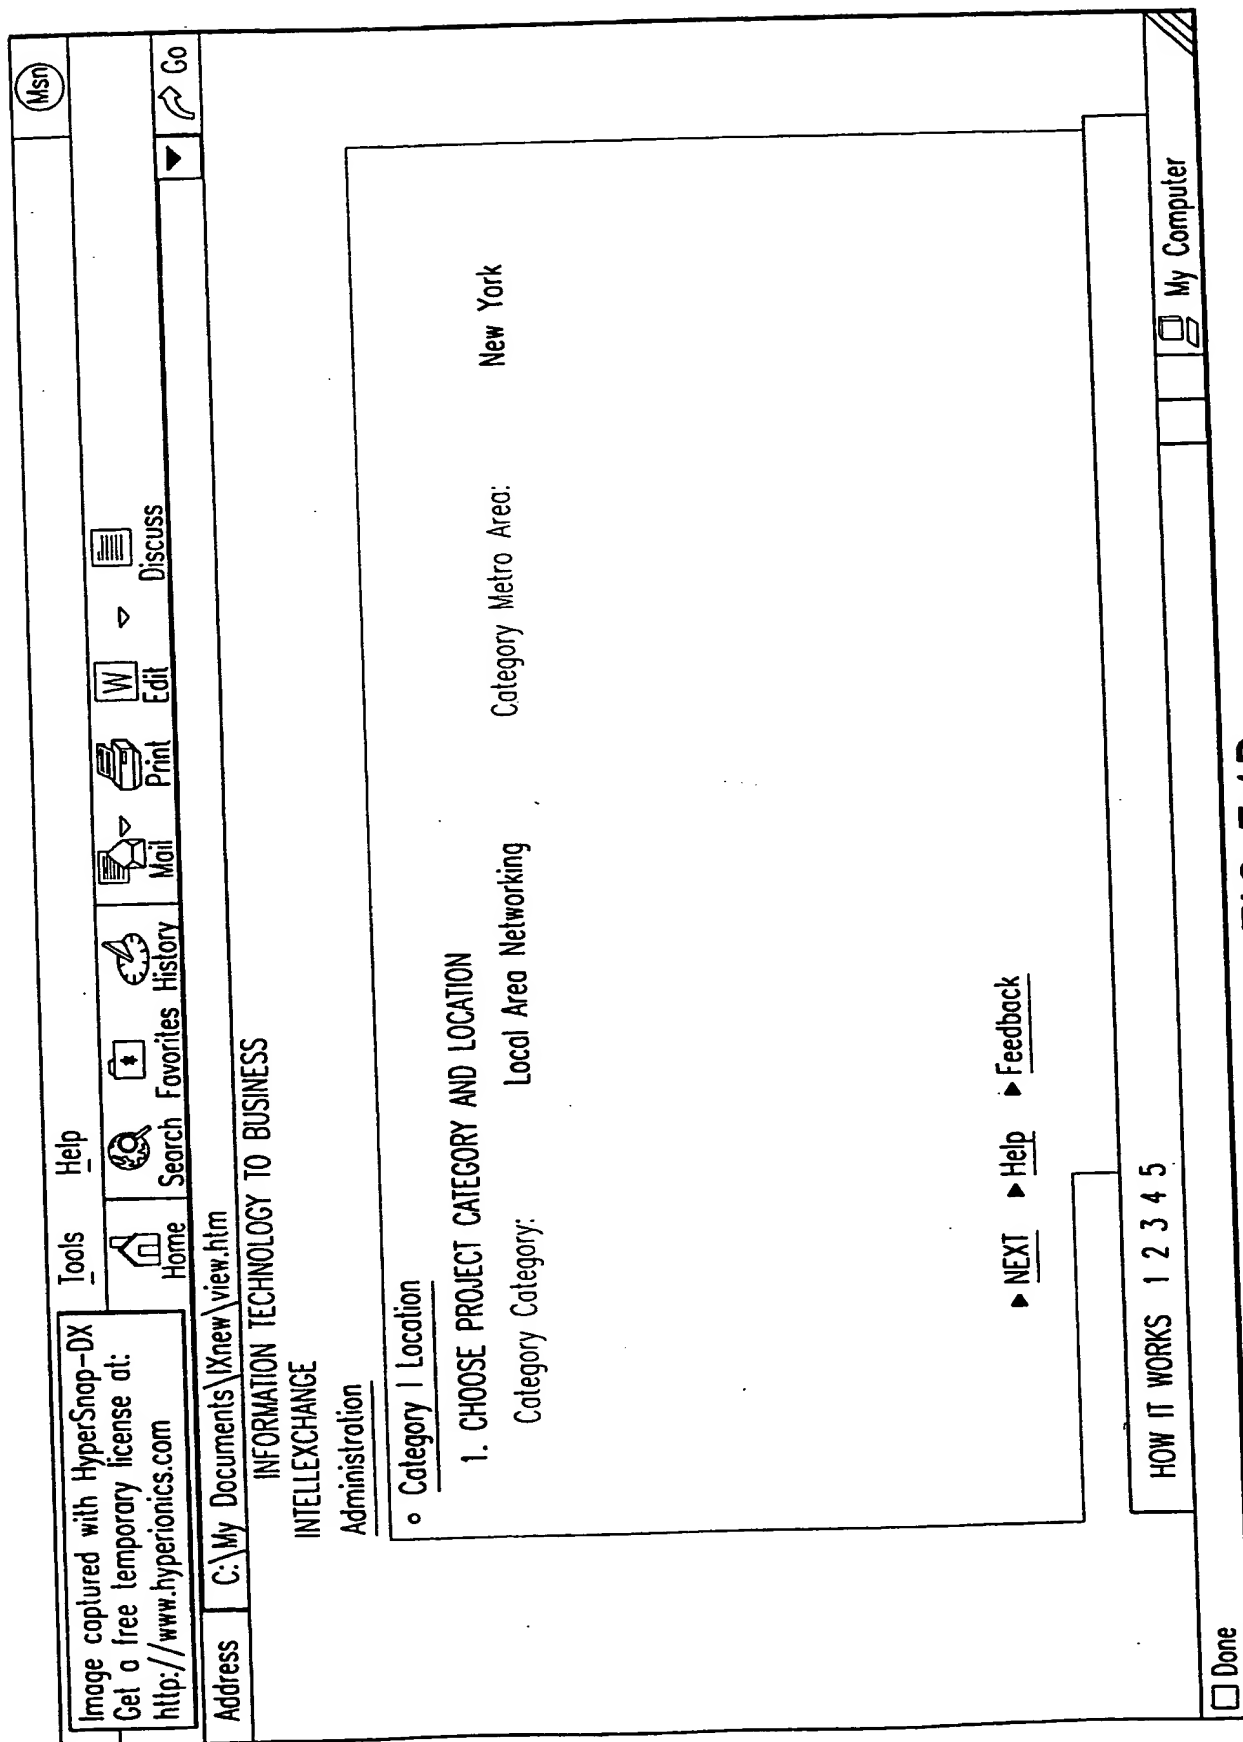 Image captured with HyperSnap-DX
Get a free temporary license at:
http://www.hyperionics.com
Tools Help
Msn
Home Search Favorites History Mail Print Edit Discuss
W
Address C:\My Documents\IXnew\view.htm Go
INFORMATION TECHNOLOGY TO BUSINESS
INTELLEXCHANGE
Administration
Category | Location
1. CHOOSE PROJECT CATEGORY AND LOCATION
Category Category: Local Area Networking Category Metro Area: New York
NEXT Help Feedback
HOW IT WORKS 1 2 3 4 5
Done My Computer